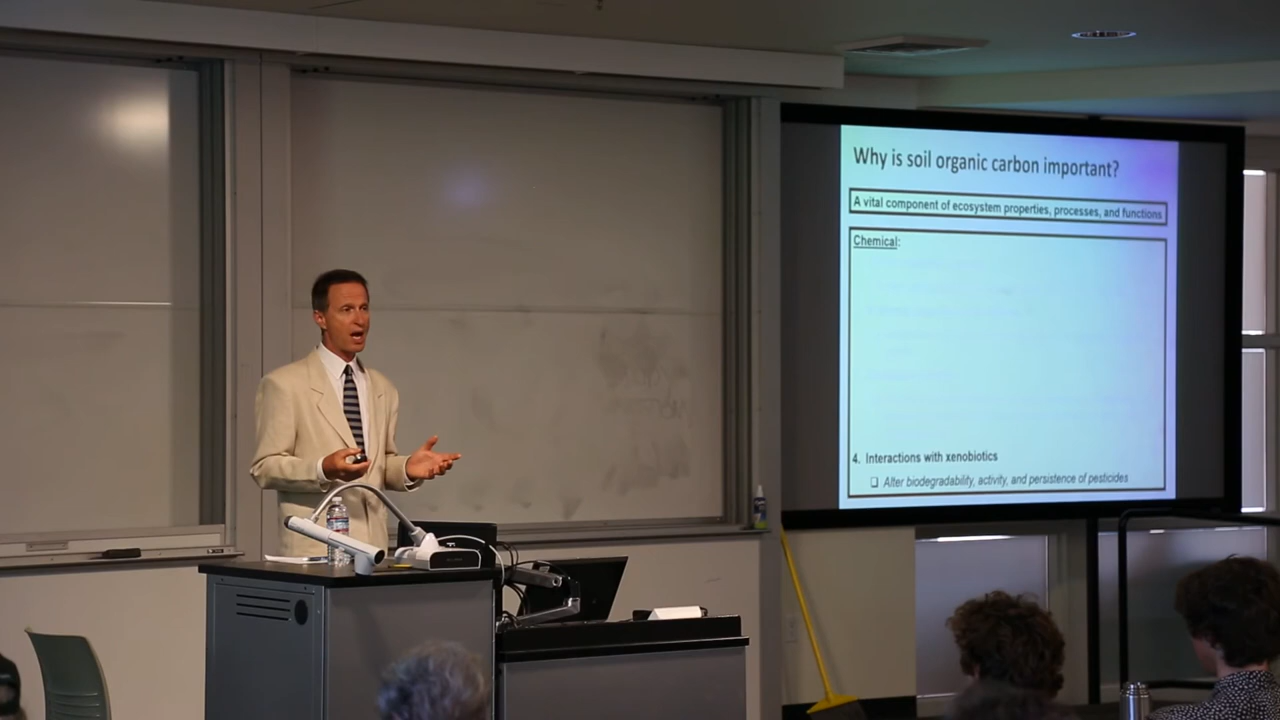 Why is soil organic carbon important?
A vital component of ecosystem properties, processes, and functions
Chemical:
4. Interactions with xenobiotics
❑ Alter biodegradability, activity, and persistence of pesticides